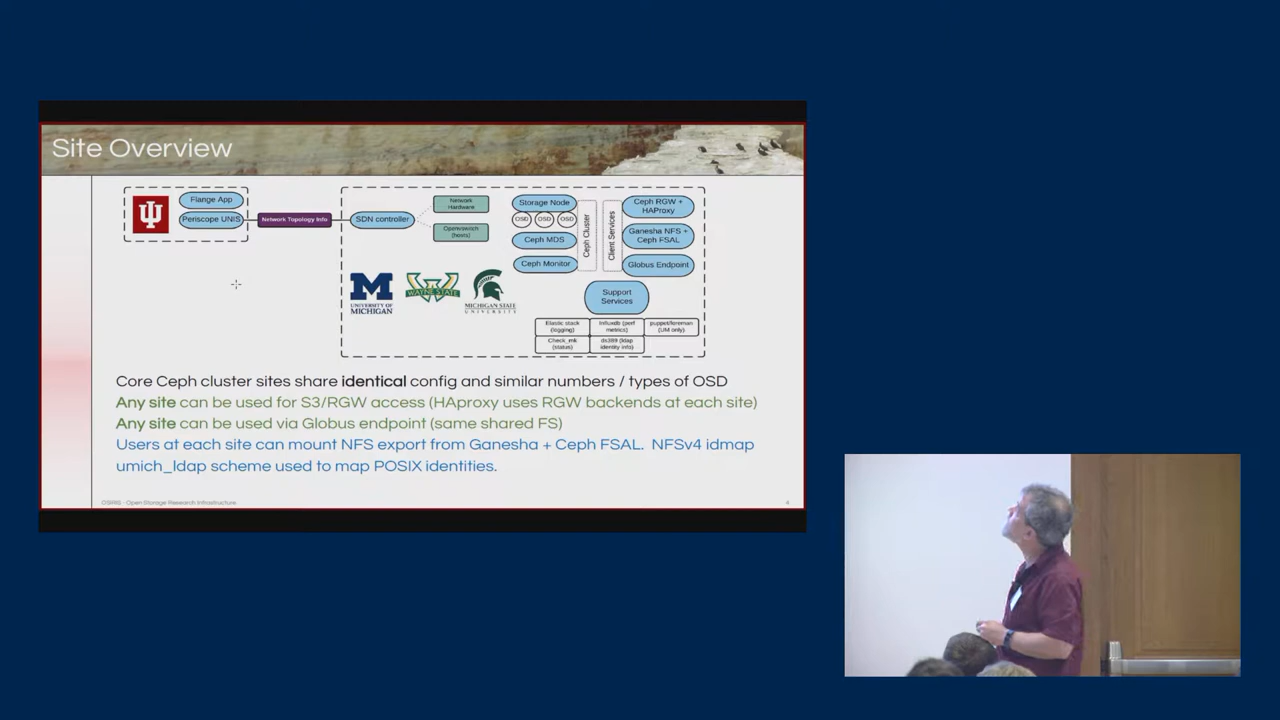 Site Overview
Flange App
Periscope UNIS
Network Topology Info
SDN controller
Network
Hardware
Openvswitch
(hosts)
Storage Node
OSD OSD OSD
Ceph MDS
Ceph Monitor
Ceph Cluster
Client Services
Ceph RGW +
HAProxy
Ganesha NFS +
Ceph FSAL
Globus Endpoint
UNIVERSITY OF
MICHIGAN
WAYNE STATE
MICHIGAN STATE
UNIVERSITY
Support
Services
Elastic stack
(logging)
Influxdb (perf
metrics)
puppet/foreman
(UM only)
Check_mk
(status)
ds389 (ldap
identity info)
Core Ceph cluster sites share identical config and similar numbers / types of OSD
Any site can be used for S3/RGW access (HAproxy uses RGW backends at each site)
Any site can be used via Globus endpoint (same shared FS)
Users at each site can mount NFS export from Ganesha + Ceph FSAL. NFSv4 idmap
umich_ldap scheme used to map POSIX identities.
OSiRIS - Open Storage Research Infrastructure
4